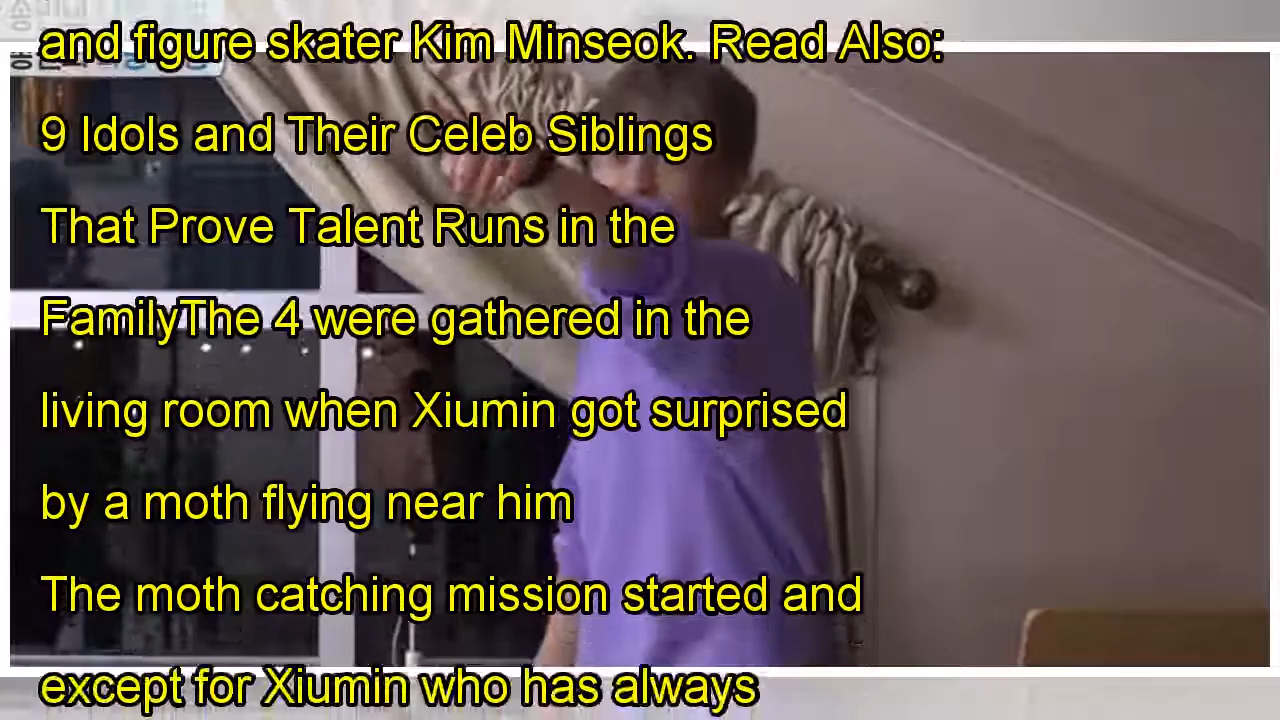 and figure skater Kim Minseok. Read Also:
9 Idols and Their Celeb Siblings
That Prove Talent Runs in the
FamilyThe 4 were gathered in the
living room when Xiumin got surprised
by a moth flying near him
The moth catching mission started and
except for Xiumin who has always